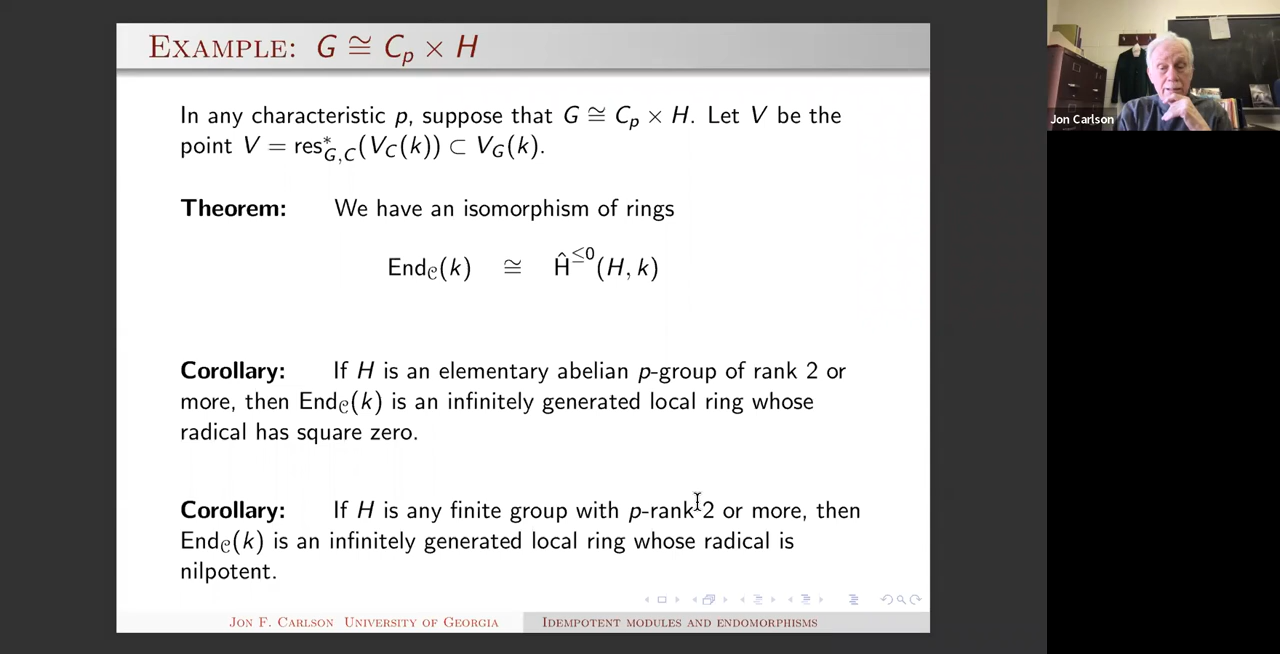 EXAMPLE: G ≅ Cₚ × H
In any characteristic p, suppose that G ≅ Cₚ × H. Let V be the
point V = res*_{G,C}(V_C(k)) ⊂ V_G(k).
Theorem: We have an isomorphism of rings
End_𝒞(k) ≅ Ĥ^{≤0}(H, k)
Corollary: If H is an elementary abelian p-group of rank 2 or
more, then End_𝒞(k) is an infinitely generated local ring whose
radical has square zero.
Corollary: If H is any finite group with p-rank 2 or more, then
End_𝒞(k) is an infinitely generated local ring whose radical is
nilpotent.
JON F. CARLSON UNIVERSITY OF GEORGIA IDEMPOTENT MODULES AND ENDOMORPHISMS
Jon Carlson